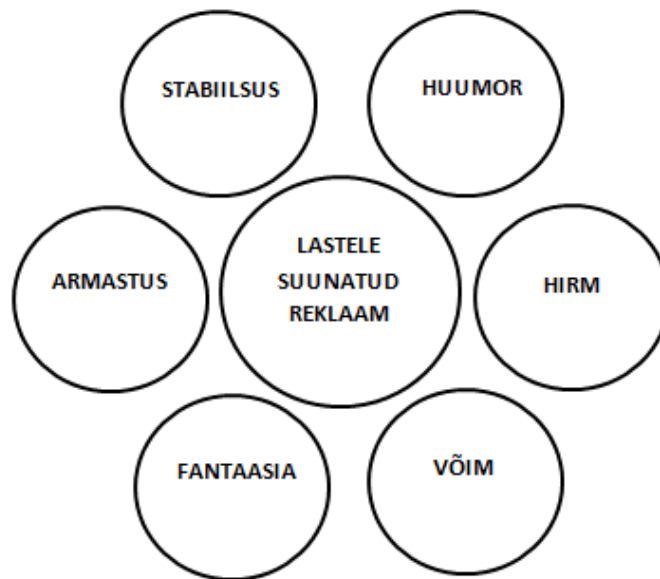 STABIILSUS
HUUMOR
LASTELE
SUUNATUD
REKLAAM
ARMASTUS
HIRM
FANTAASIA
VÕIM